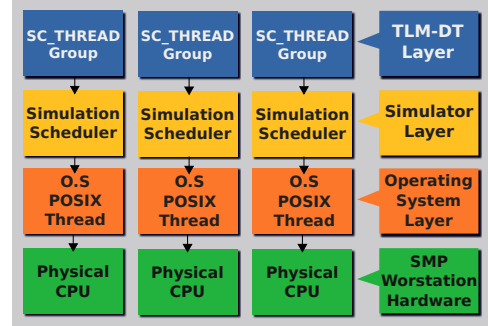 SC_THREAD
Group
SC_THREAD
Group
SC_THREAD
Group
TLM-DT
Layer
Simulation
Scheduler
Simulation
Scheduler
Simulation
Scheduler
Simulator
Layer
O.S
POSIX
Thread
O.S
POSIX
Thread
O.S
POSIX
Thread
Operating
System
Layer
Physical
CPU
Physical
CPU
Physical
CPU
SMP
Worstation
Hardware